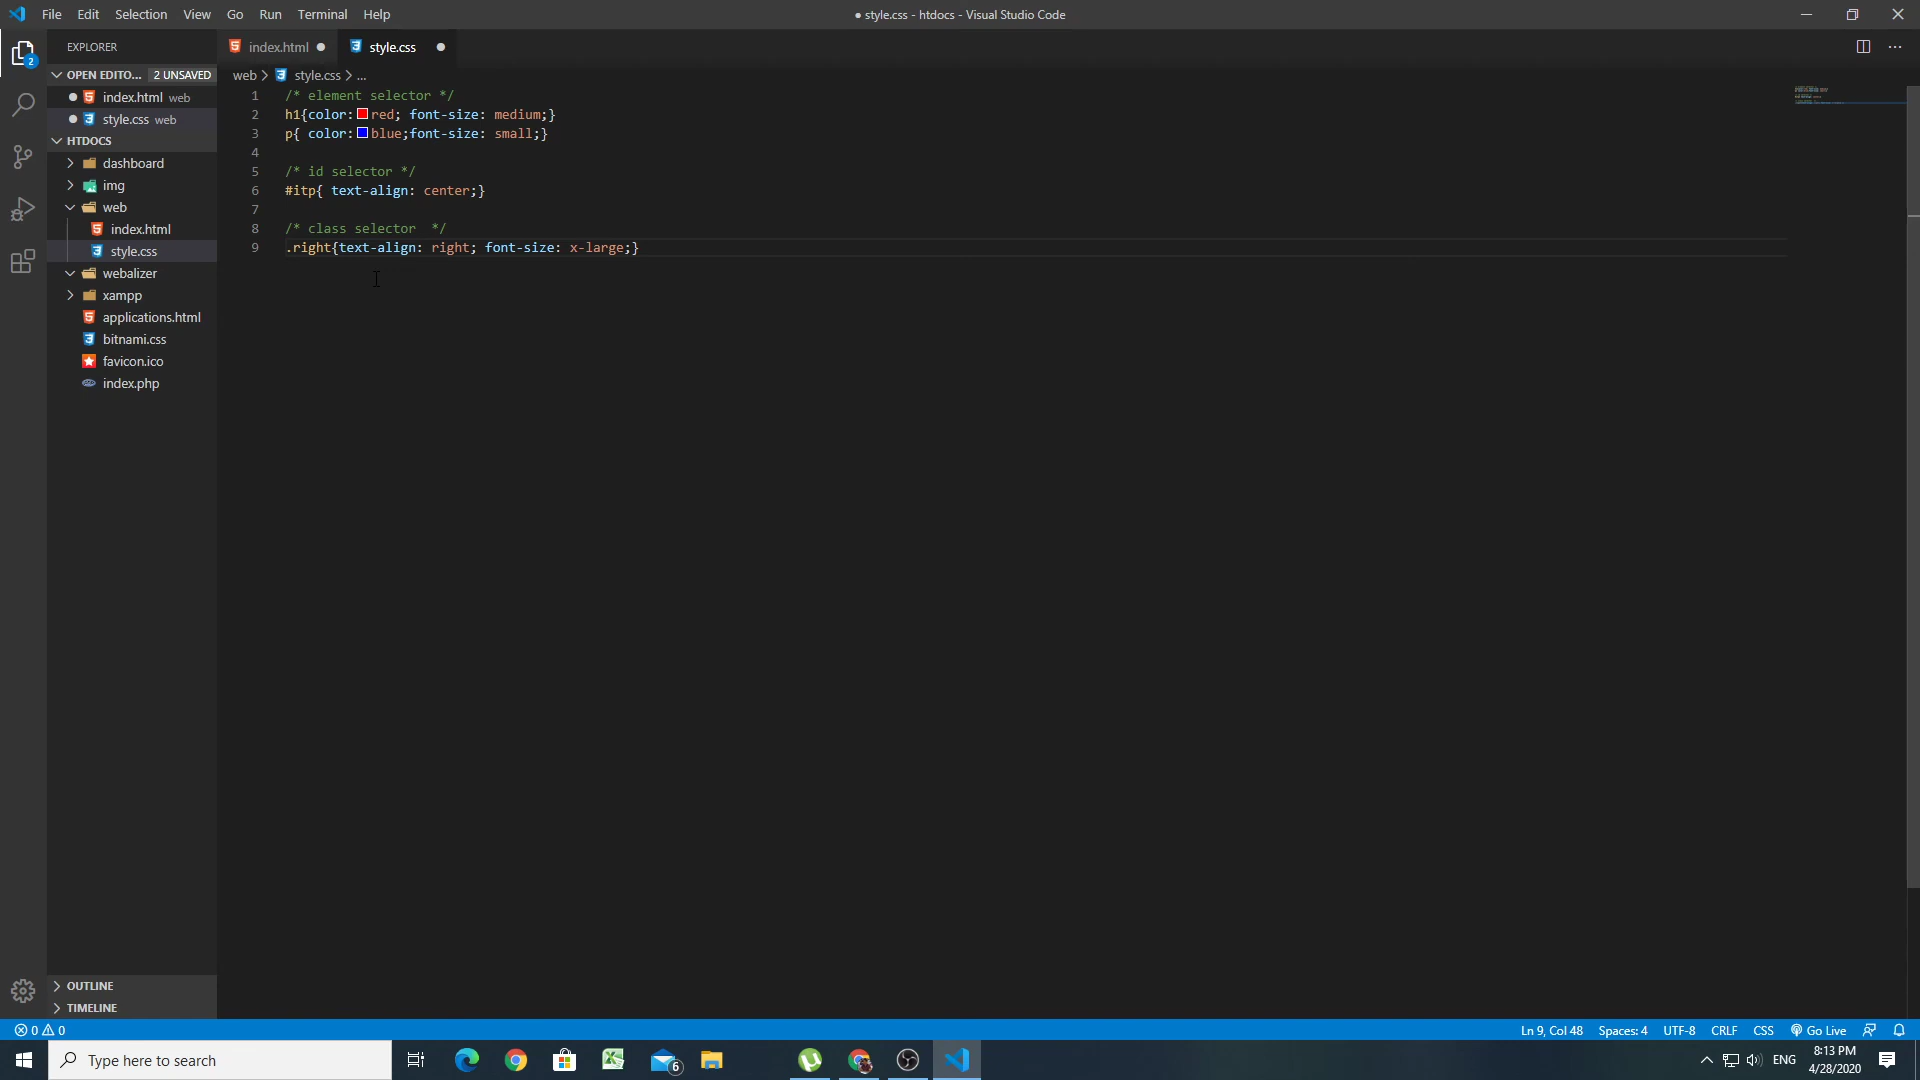 File Edit Selection View Go Run Terminal Help
● style.css - htdocs - Visual Studio Code
EXPLORER
OPEN EDITO... 2 UNSAVED
index.html web
style.css web
HTDOCS
dashboard
img
web
index.html
style.css
webalizer
xampp
applications.html
bitnami.css
favicon.ico
index.php
OUTLINE
TIMELINE
2
index.html ● style.css ●
web > style.css > ...
1 /* element selector */
2 h1{color:red; font-size: medium;}
3 p{ color:blue;font-size: small;}
4
5 /* id selector */
6 #itp{ text-align: center;}
7
8 /* class selector  */
9 .right{text-align: right; font-size: x-large;}
0 0 Ln 9, Col 48 Spaces: 4 UTF-8 CRLF CSS Go Live
Type here to search
6
ENG
8:13 PM
4/28/2020